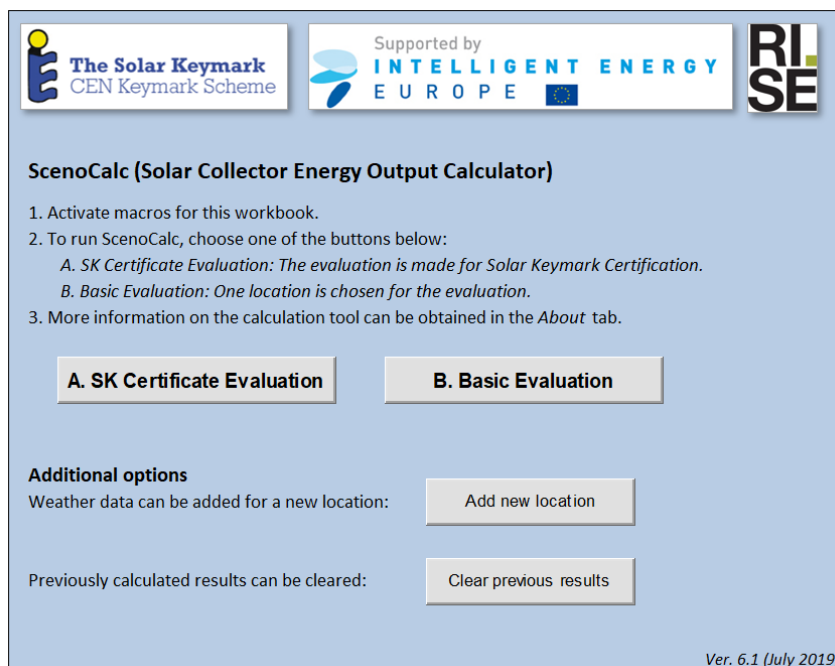 The Solar Keymark
CEN Keymark Scheme
Supported by
INTELLIGENT ENERGY
EUROPE
RI.
SE
ScenoCalc (Solar Collector Energy Output Calculator)
1. Activate macros for this workbook.
2. To run ScenoCalc, choose one of the buttons below:
A. SK Certificate Evaluation: The evaluation is made for Solar Keymark Certification.
B. Basic Evaluation: One location is chosen for the evaluation.
3. More information on the calculation tool can be obtained in the About tab.
A. SK Certificate Evaluation
B. Basic Evaluation
Additional options
Weather data can be added for a new location:
Add new location
Previously calculated results can be cleared:
Clear previous results
Ver. 6.1 (July 2019